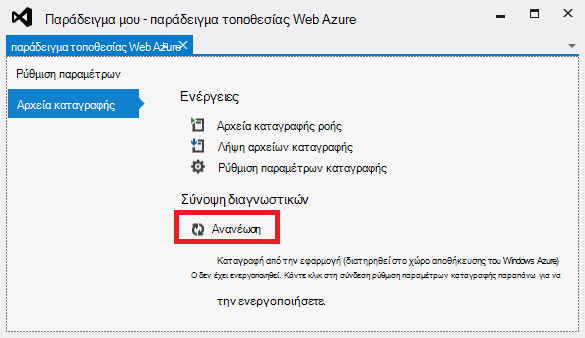 Παράδειγμα μου - παράδειγμα τοποθεσίας Web Azure
παράδειγμα τοποθεσίας Web Azure
Ρύθμιση παραμέτρων
Αρχεία καταγραφής
Ενέργειες
Αρχεία καταγραφής ροής
Λήψη αρχείων καταγραφής
Ρύθμιση παραμέτρων καταγραφής
Σύνοψη διαγνωστικών
Ανανέωση
Καταγραφή από την εφαρμογή (διατηρηθεί στο χώρο αποθήκευσης του Windows Azure)
Ο δεν έχει ενεργοποιηθεί. Κάντε κλικ στη σύνδεση ρύθμιση παραμέτρων καταγραφής παραπάνω για να
την ενεργοποιήσετε.